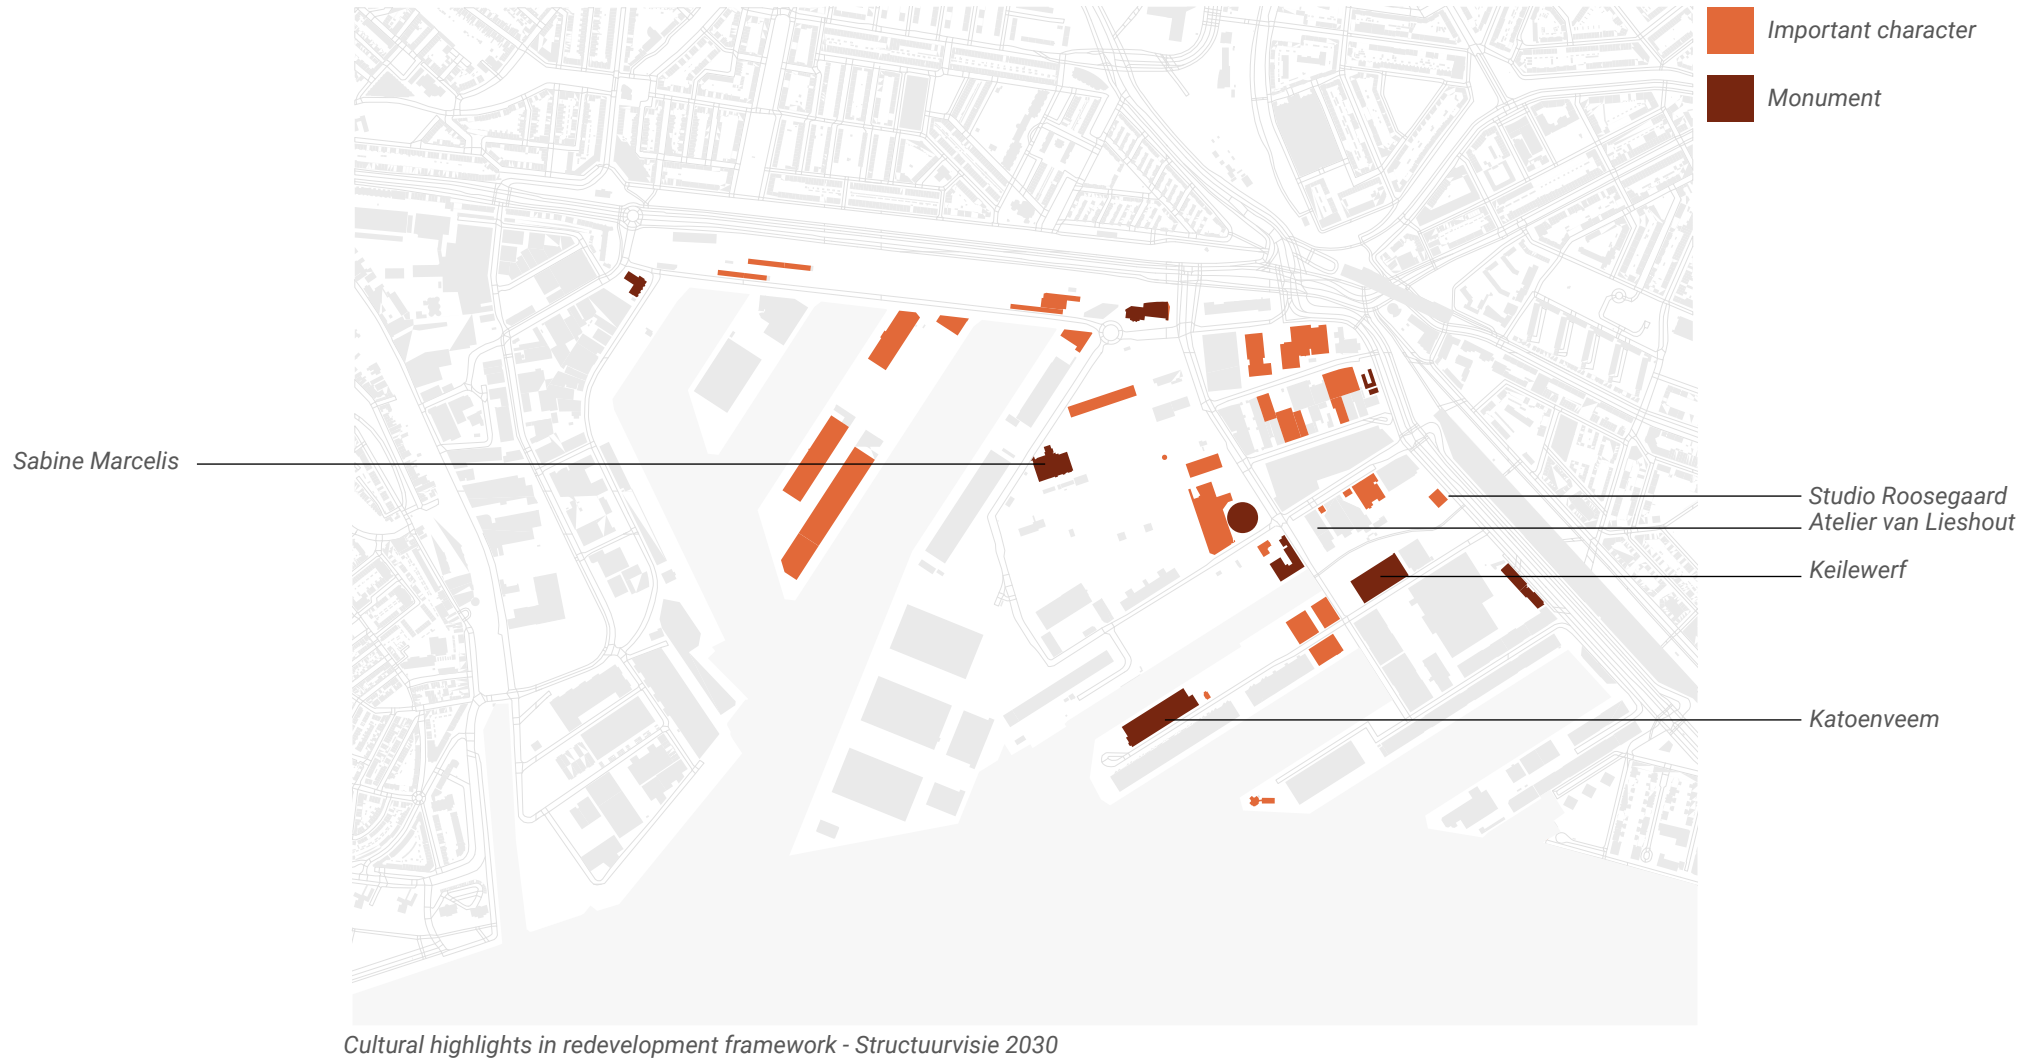 Important character
Monument
Sabine Marcelis
Studio Roosegaard
Atelier van Lieshout
Keilewerf
Katoenveem
Cultural highlights in redevelopment framework - Structuurvisie 2030